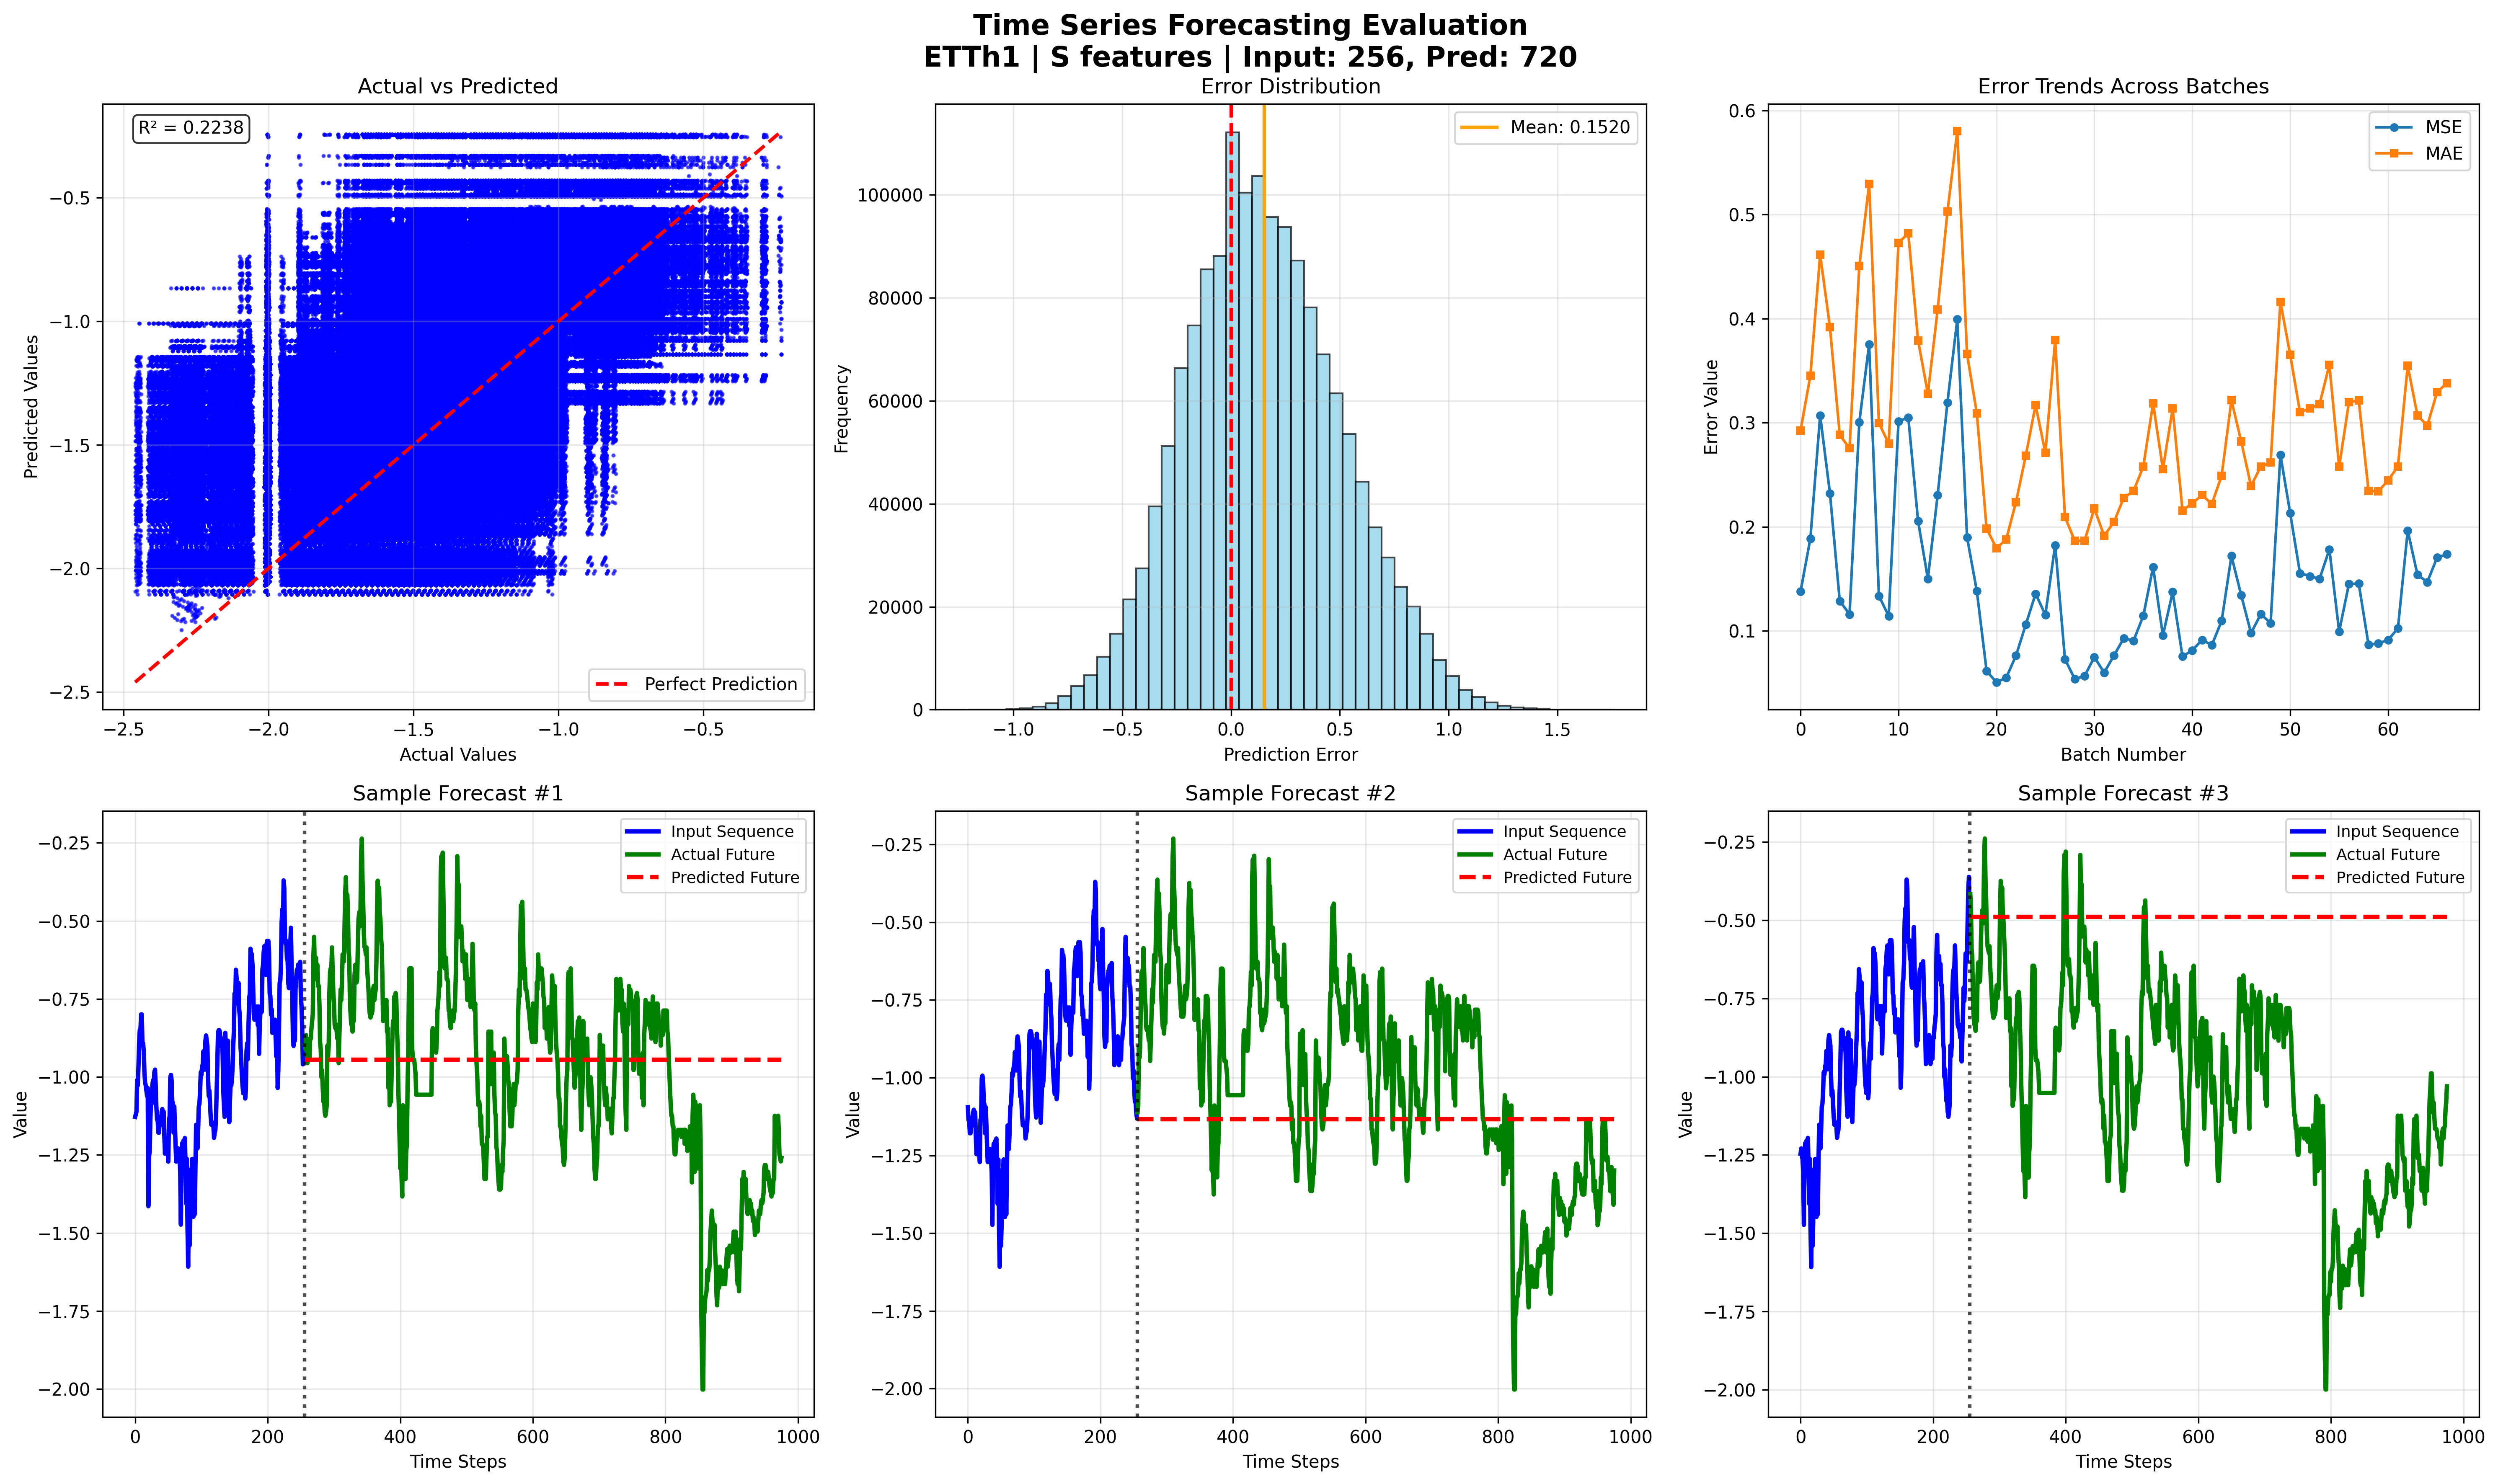 Time Series Forecasting Evaluation
ETTh1 | S features | Input: 256, Pred: 720
Actual vs Predicted
R² = 0.2238
Perfect Prediction
−0.5
−1.0
−1.5
−2.0
−2.5
−2.5 −2.0 −1.5 −1.0 −0.5
Predicted Values
Actual Values
Error Distribution
Mean: 0.1520
100000
80000
60000
40000
20000
0
−1.0 −0.5 0.0 0.5 1.0 1.5
Frequency
Prediction Error
Error Trends Across Batches
MSE
MAE
0.6
0.5
0.4
0.3
0.2
0.1
0 10 20 30 40 50 60
Error Value
Batch Number
Sample Forecast #1
Input Sequence
Actual Future
Predicted Future
−0.25
−0.50
−0.75
−1.00
−1.25
−1.50
−1.75
−2.00
0 200 400 600 800 1000
Value
Time Steps
Sample Forecast #2
Input Sequence
Actual Future
Predicted Future
−0.25
−0.50
−0.75
−1.00
−1.25
−1.50
−1.75
−2.00
0 200 400 600 800 1000
Value
Time Steps
Sample Forecast #3
Input Sequence
Actual Future
Predicted Future
−0.25
−0.50
−0.75
−1.00
−1.25
−1.50
−1.75
−2.00
0 200 400 600 800 1000
Value
Time Steps